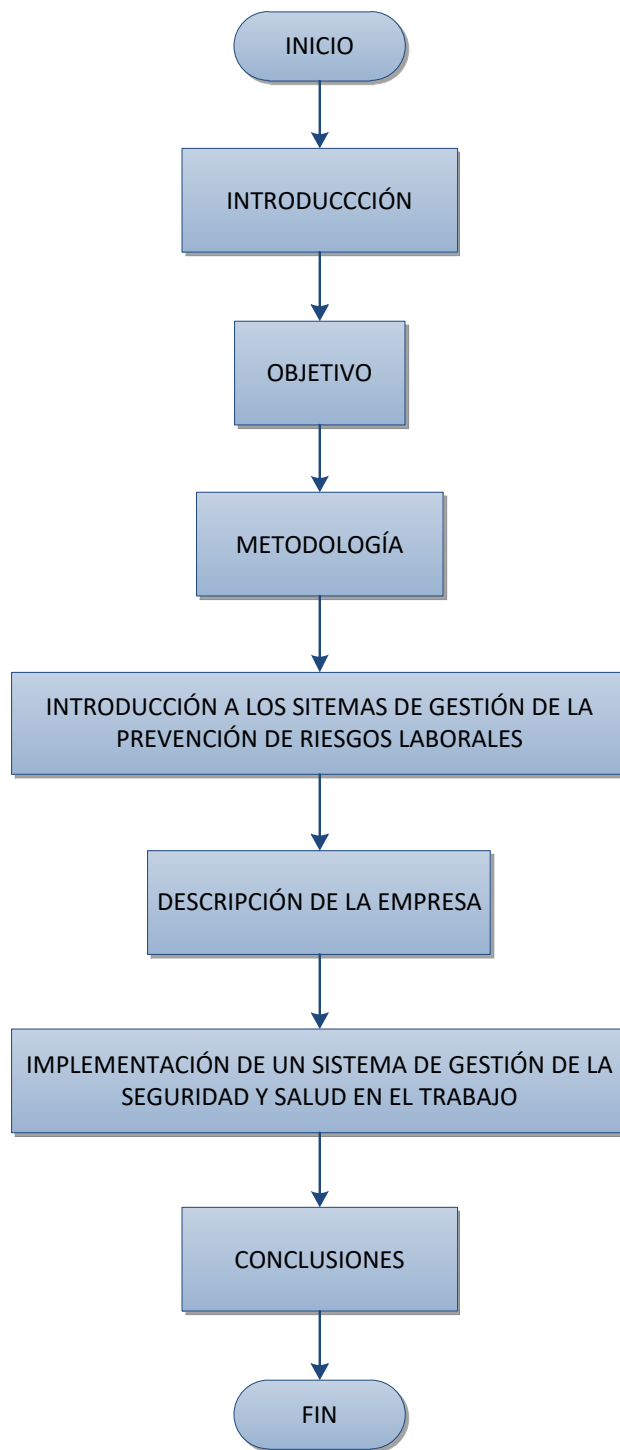 INICIO
INTRODUCCCIÓN
OBJETIVO
METODOLOGÍA
INTRODUCCIÓN A LOS SITEMAS DE GESTIÓN DE LA
PREVENCIÓN DE RIESGOS LABORALES
DESCRIPCIÓN DE LA EMPRESA
IMPLEMENTACIÓN DE UN SISTEMA DE GESTIÓN DE LA
SEGURIDAD Y SALUD EN EL TRABAJO
CONCLUSIONES
FIN